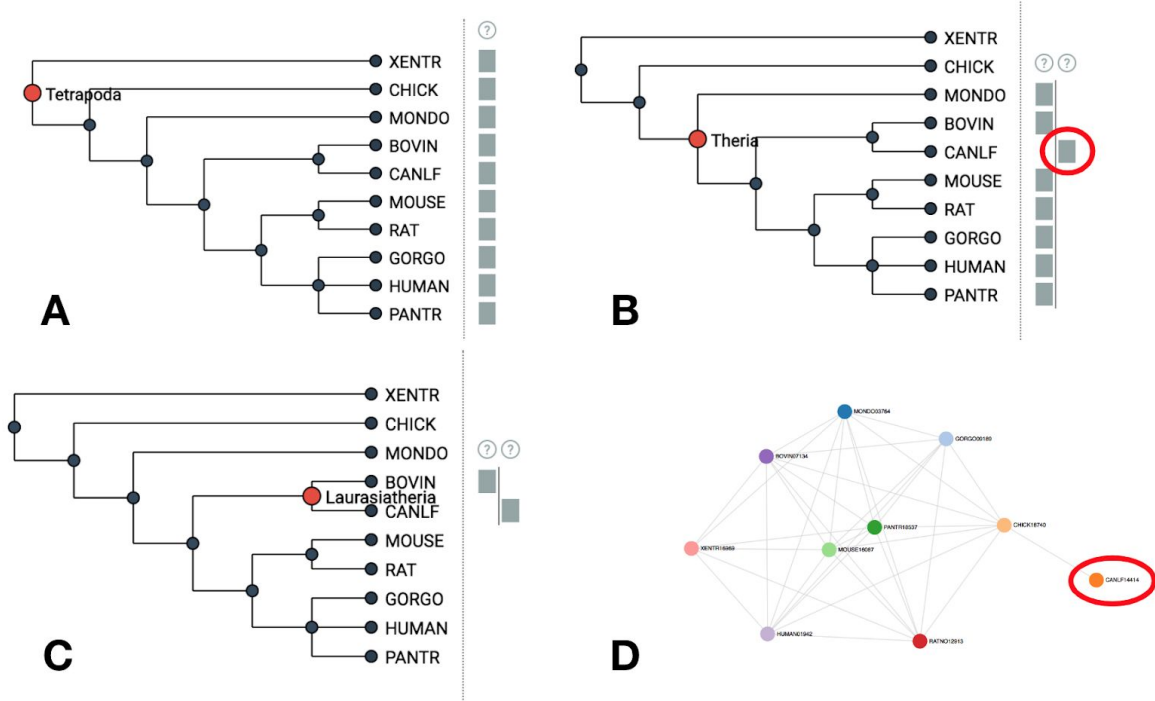 ?
XENTR
Tetrapoda
CHICK
MONDO
BOVIN
CANLF
MOUSE
RAT
GORGO
HUMAN
PANTR
A
XENTR
CHICK
? ?
MONDO
Theria
BOVIN
CANLF
MOUSE
RAT
GORGO
HUMAN
PANTR
B
XENTR
CHICK
MONDO
? ?
BOVIN
Laurasiatheria
CANLF
MOUSE
RAT
GORGO
HUMAN
PANTR
C
MONDO03764
GORGO09189
BOVIN07134
PANTR10537
CHICK16740
MOUSE16067
CANLF14414
HUMAN01942
RATNO12913
D